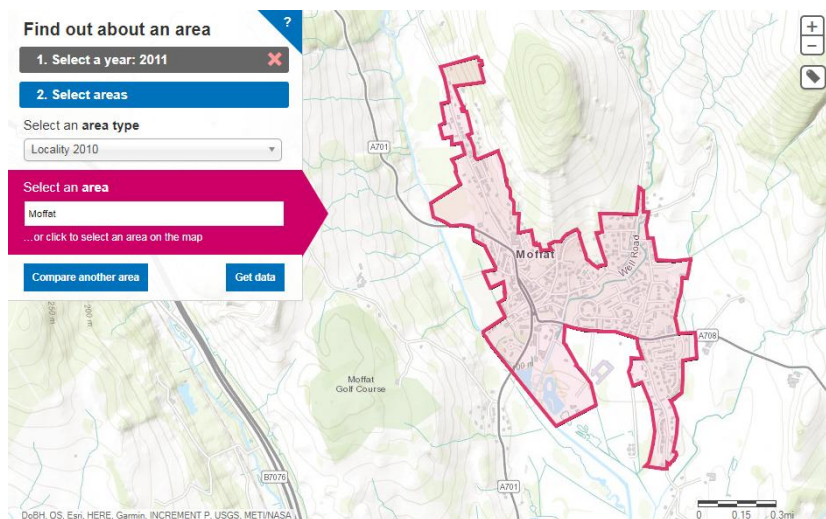 Find out about an area
?
1. Select a year: 2011
2. Select areas
Select an area type
Locality 2010
Select an area
Moffat
...or click to select an area on the map
Compare another area
Get data
+
−
A701
Moffat
Well Road
A708
100 m
Moffat
Golf Course
250 m
200 m
B7076
A701
0 0.15 0.3mi
DoBH, OS, Esri, HERE, Garmin, INCREMENT P, USGS, METI/NASA